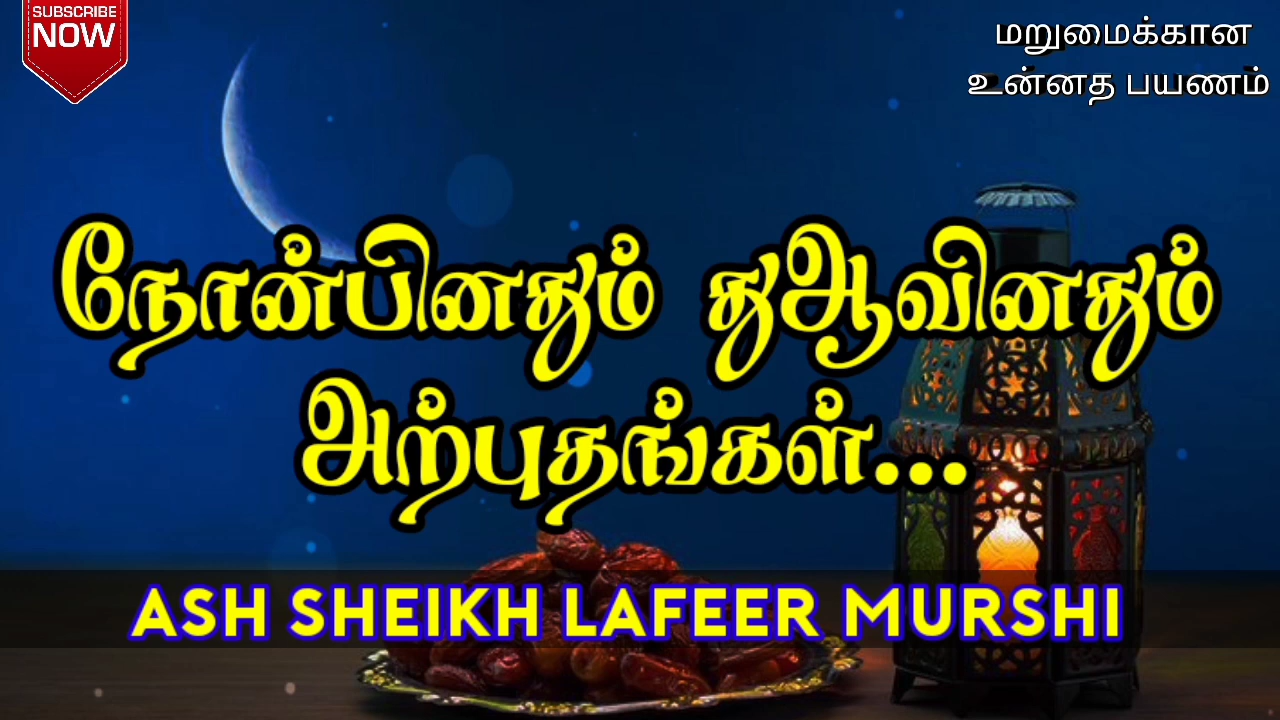 SUBSCRIBE
NOW
மறுமைக்கான
உன்னத பயணம்
நோன்பினதும் துஆவினதும்
அற்புதங்கள்...
ASH SHEIKH LAFEER MURSHI